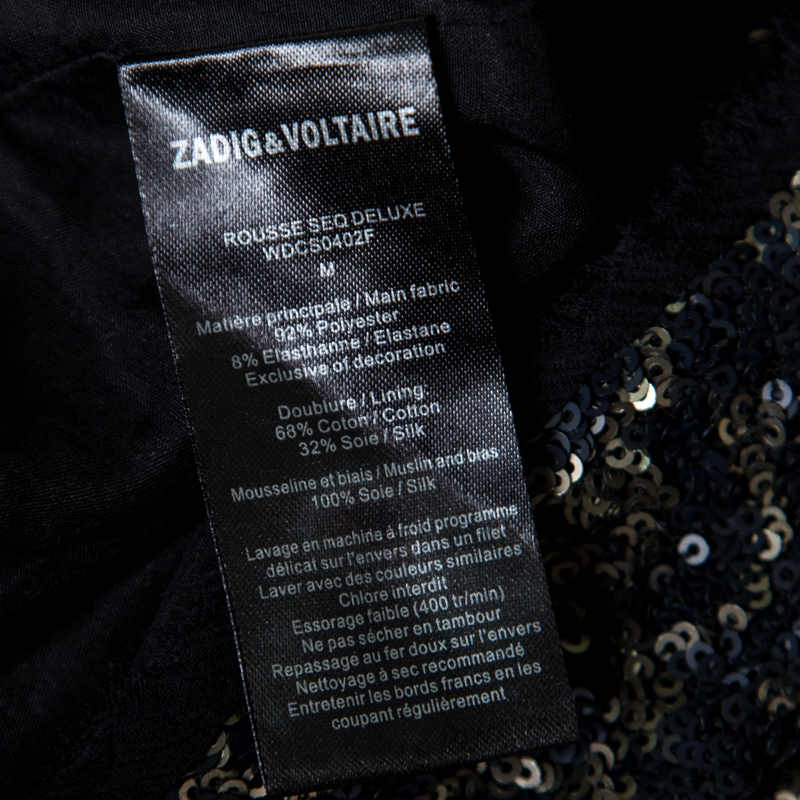 ZADIG&VOLTAIRE
ROUSSE SEQ DELUXE
WDCS0402F
M
Matière principale / Main fabric
92% Polyester
8% Elasthanne / Elastane
Exclusive of decoration
Doublure / Lining
68% Coton / Cotton
32% Soie / Silk
Mousseline et biais / Muslin and bias
100% Soie / Silk
Lavage en machine à froid programme
délicat sur l'envers dans un filet
Laver avec des couleurs similaires
Chlore interdit
Essorage faible (400 tr/min)
Ne pas sécher en tambour
Repassage au fer doux sur l'envers
Nettoyage à sec recommandé
Entretenir les bords francs en les
coupant régulièrement